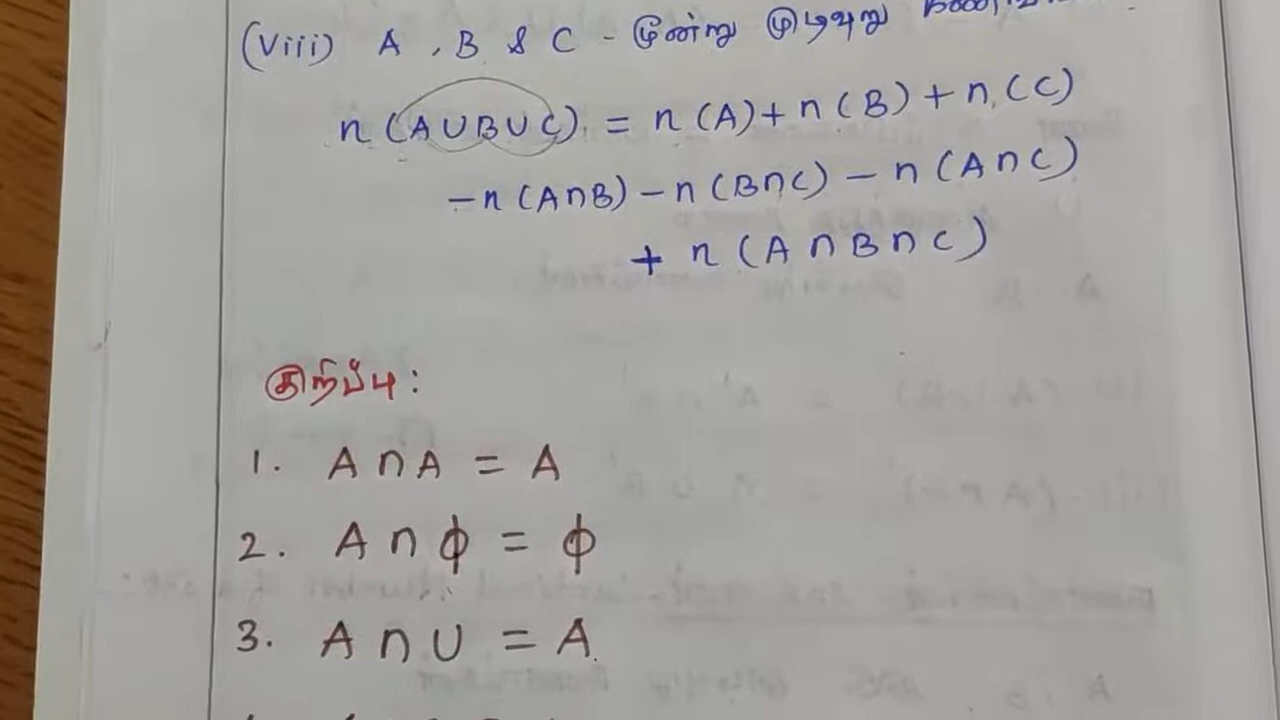 (viii) A , B & C - மூன்று முடிவுறு
n (A∪B∪C) = n (A) + n (B) + n (C)
- n (A∩B) - n (B∩C) - n (A∩C)
+ n (A∩B∩C)
குறிப்பு :
1. A ∩ A = A
2. A ∩ ϕ = ϕ
3. A ∩ U = A